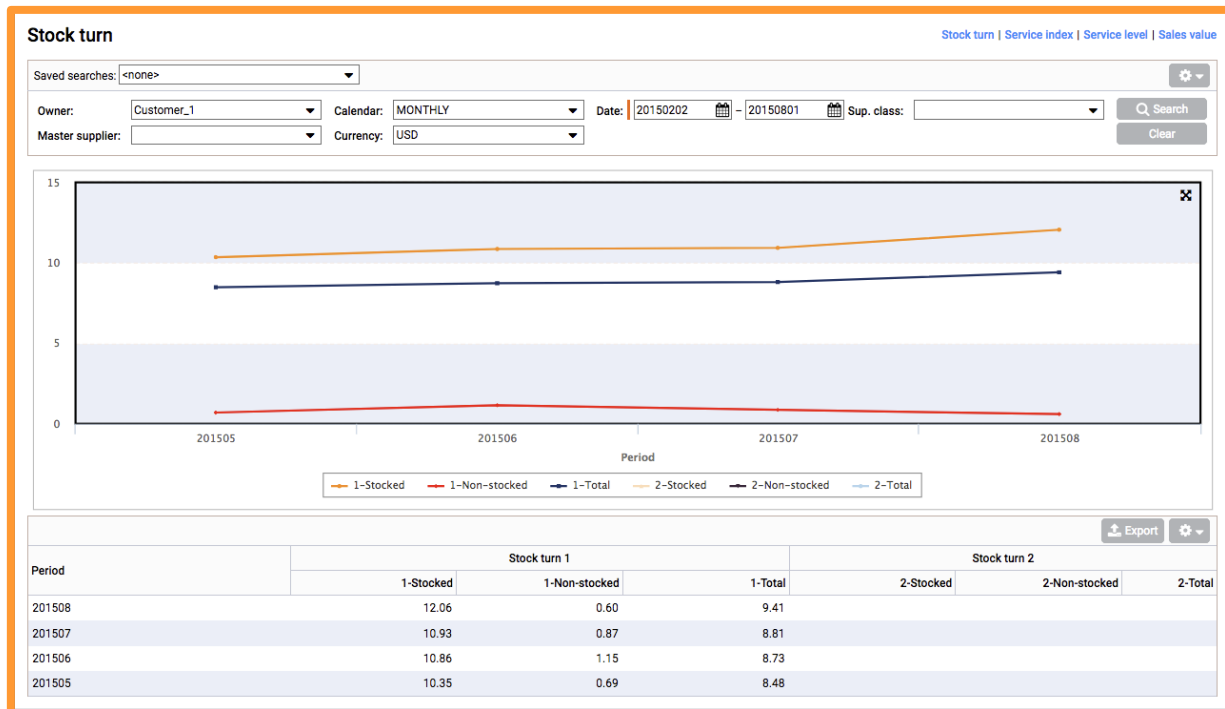 Stock turn
Stock turn | Service index | Service level | Sales value
Saved searches: <none>
Owner: Customer_1 Calendar: MONTHLY Date: 20150202 – 20150801 Sup. class: Search
Master supplier: Currency: USD Clear
15
10
5
0
201505 201506 201507 201508
Period
1-Stocked 1-Non-stocked 1-Total 2-Stocked 2-Non-stocked 2-Total
Export
Period Stock turn 1 Stock turn 2
1-Stocked 1-Non-stocked 1-Total 2-Stocked 2-Non-stocked 2-Total
201508 12.06 0.60 9.41
201507 10.93 0.87 8.81
201506 10.86 1.15 8.73
201505 10.35 0.69 8.48